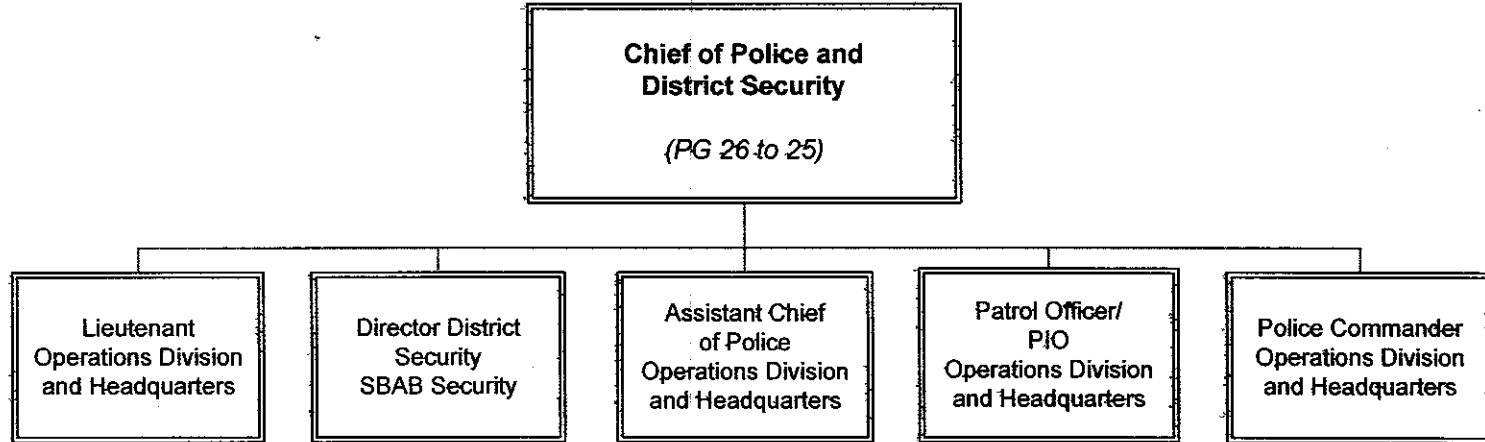 Chief of Police and
District Security
(PG 26 to 25)
Lieutenant
Operations Division
and Headquarters
Director District
Security
SBAB Security
Assistant Chief
of Police
Operations Division
and Headquarters
Patrol Officer/
PIO
Operations Division
and Headquarters
Police Commander
Operations Division
and Headquarters